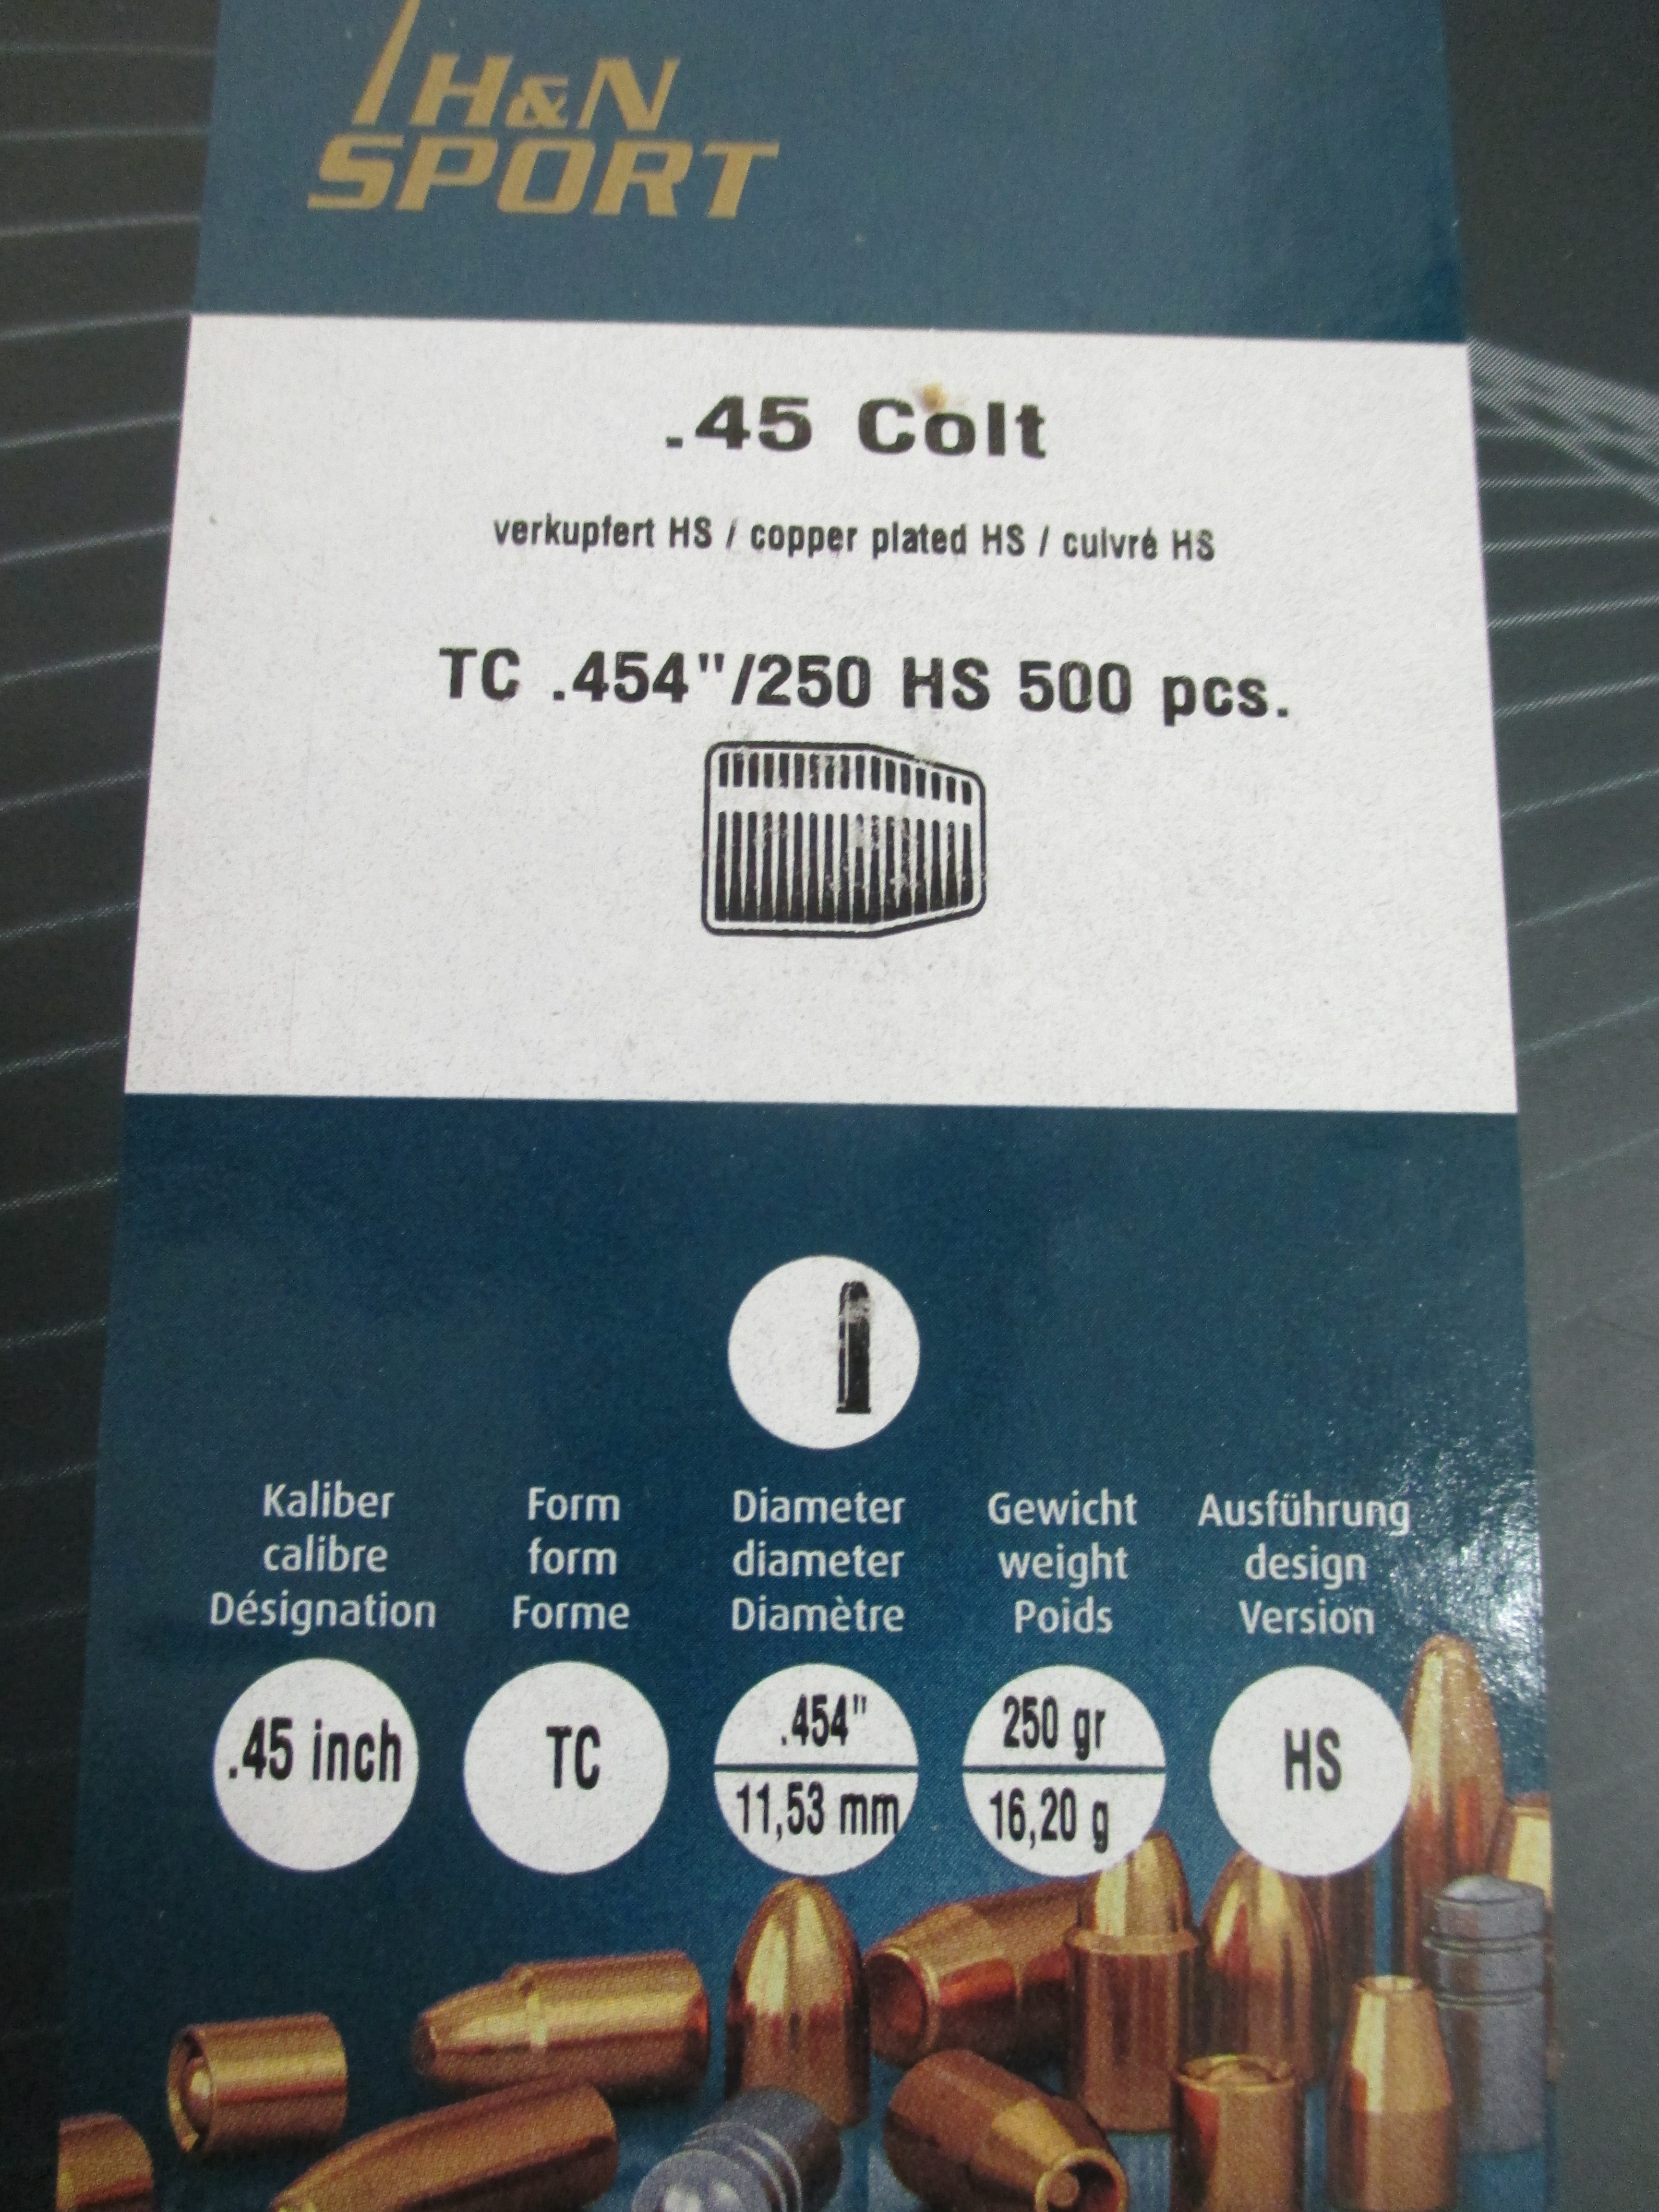 H&N
SPORT
.45 Colt
verkupfert HS / copper plated HS / cuivré HS
TC .454"/250 HS 500 pcs.
Kaliber
calibre
Désignation
Form
form
Forme
Diameter
diameter
Diamètre
Gewicht
weight
Poids
Ausführung
design
Version
.45 inch
TC
.454"
11,53 mm
250 gr
16,20 g
HS